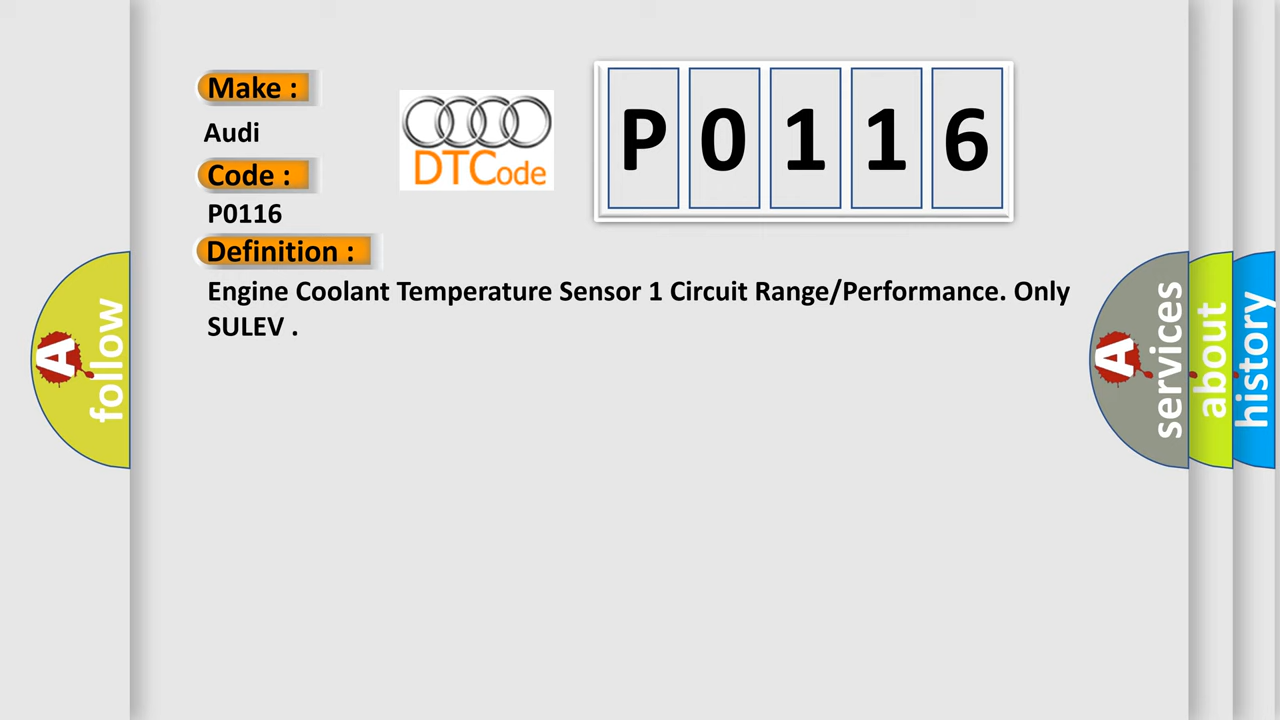 Make :
Audi
Code :
P0116
Definition :
Engine Coolant Temperature Sensor 1 Circuit Range/Performance. Only
SULEV .
DTCode
P0116
A
follow
A
services
about
history